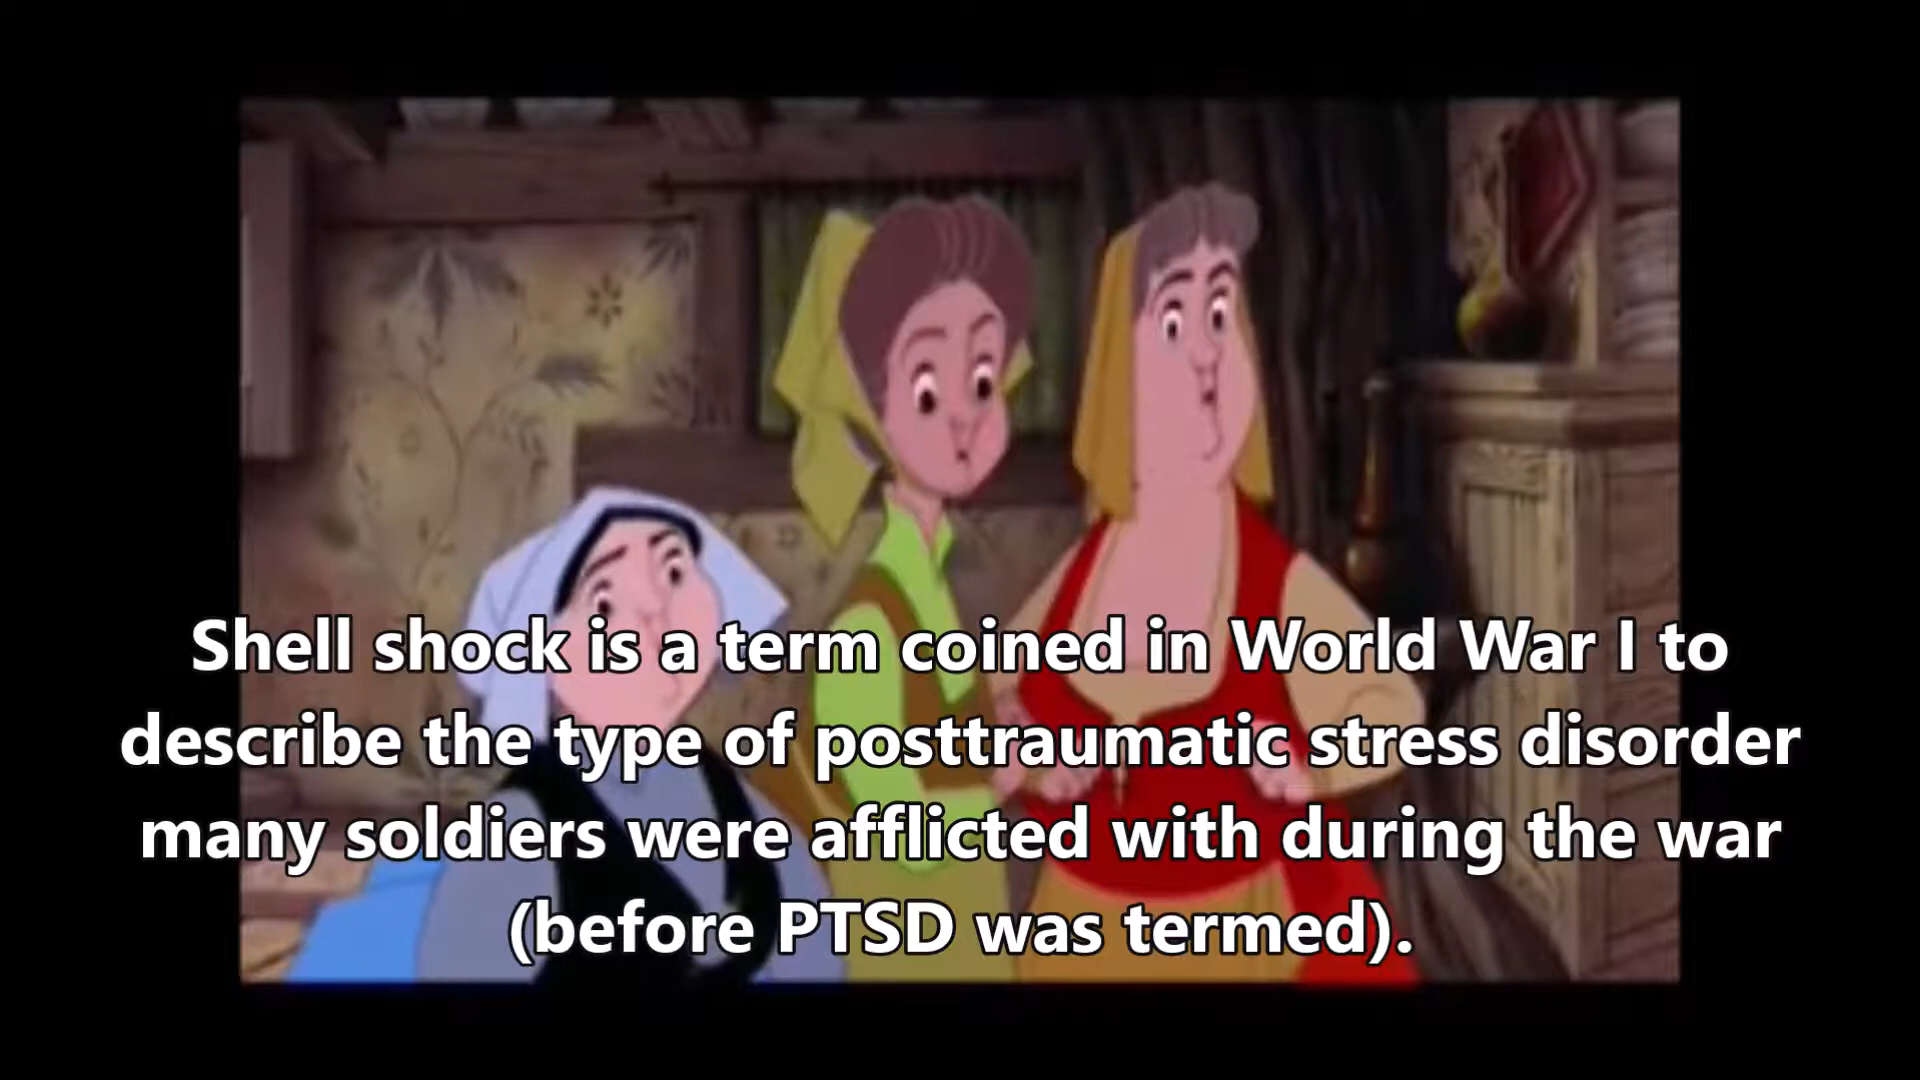 Shell shock is a term coined in World War I to
describe the type of posttraumatic stress disorder
many soldiers were afflicted with during the war
(before PTSD was termed).